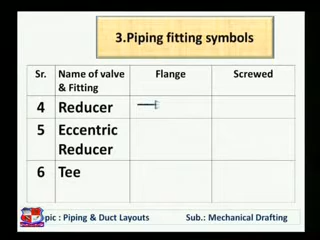 3.Piping fitting symbols
Sr. Name of valve & Fitting Flange Screwed
4 Reducer
5 Eccentric Reducer
6 Tee
pic : Piping & Duct Layouts Sub.: Mechanical Drafting